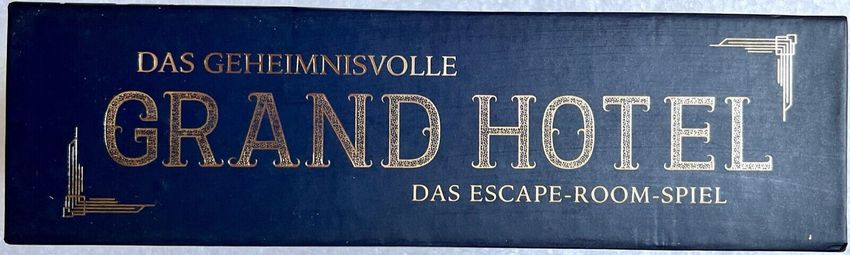 DAS GEHEIMNISVOLLE
GRAND HOTEL
DAS ESCAPE-ROOM-SPIEL